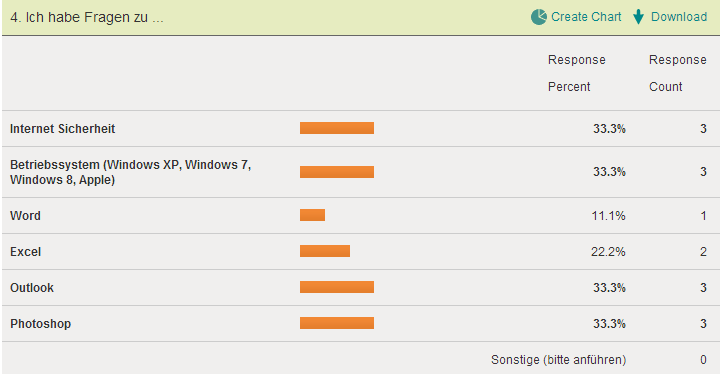 4. Ich habe Fragen zu ...
Create Chart
Download
Response Percent
Response Count
Internet Sicherheit 33.3% 3
Betriebssystem (Windows XP, Windows 7,
Windows 8, Apple) 33.3% 3
Word 11.1% 1
Excel 22.2% 2
Outlook 33.3% 3
Photoshop 33.3% 3
Sonstige (bitte anführen) 0